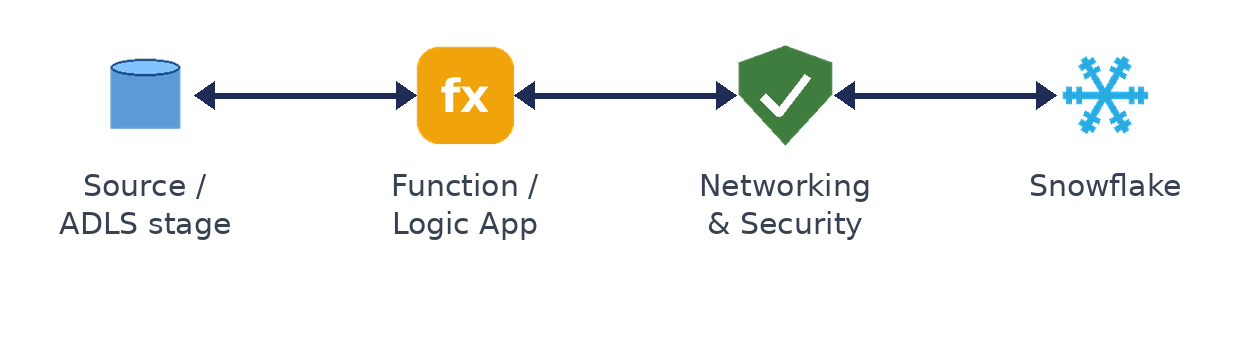 fx
Source /
ADLS stage
Function /
Logic App
Networking
& Security
Snowflake